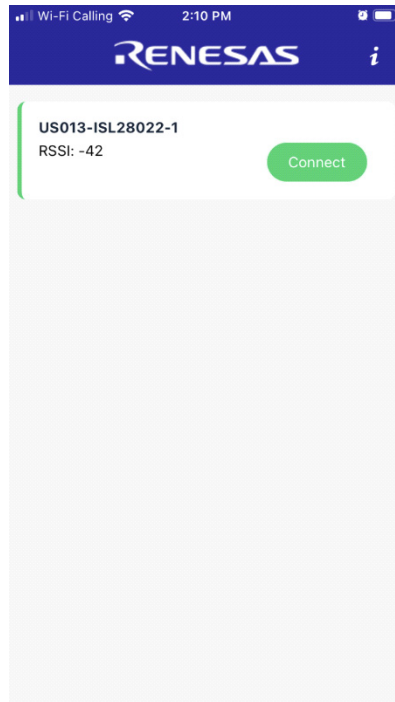 Wi-Fi Calling 2:10 PM
RENESAS i
US013-ISL28022-1
RSSI: -42
Connect